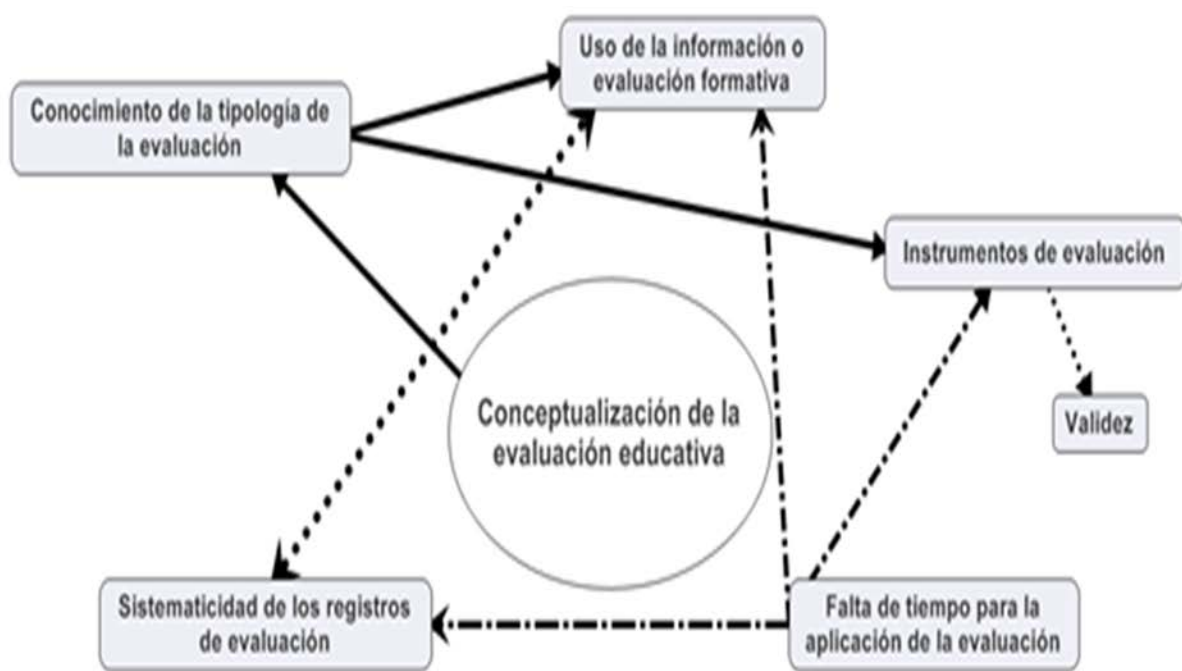 Uso de la información o
evaluación formativa
Conocimiento de la tipología de
la evaluación
Instrumentos de evaluación
Conceptualización de la
evaluación educativa
Validez
Sistematicidad de los registros
de evaluación
Falta de tiempo para la
aplicación de la evaluación